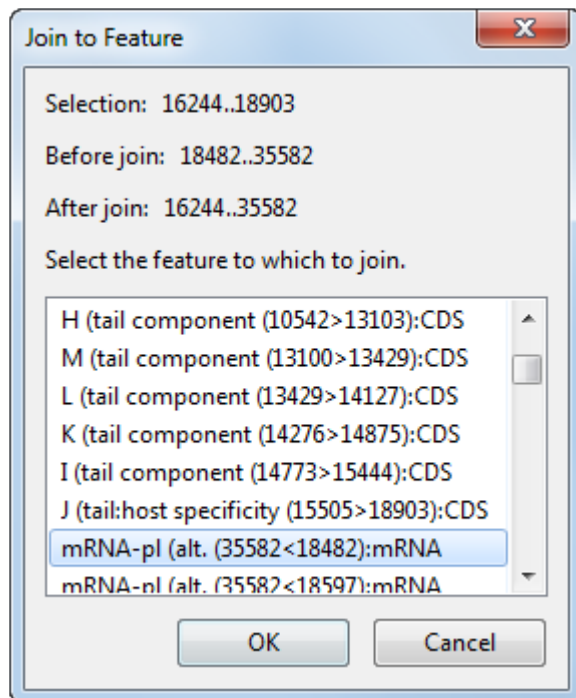 Join to Feature
Selection: 16244..18903
Before join: 18482..35582
After join: 16244..35582
Select the feature to which to join.
H (tail component (10542>13103):CDS
M (tail component (13100>13429):CDS
L (tail component (13429>14127):CDS
K (tail component (14276>14875):CDS
I (tail component (14773>15444):CDS
J (tail:host specificity (15505>18903):CDS
mRNA-pl (alt. (35582<18482):mRNA
mRNA-pl (alt. (35582<18597):mRNA
OK
Cancel